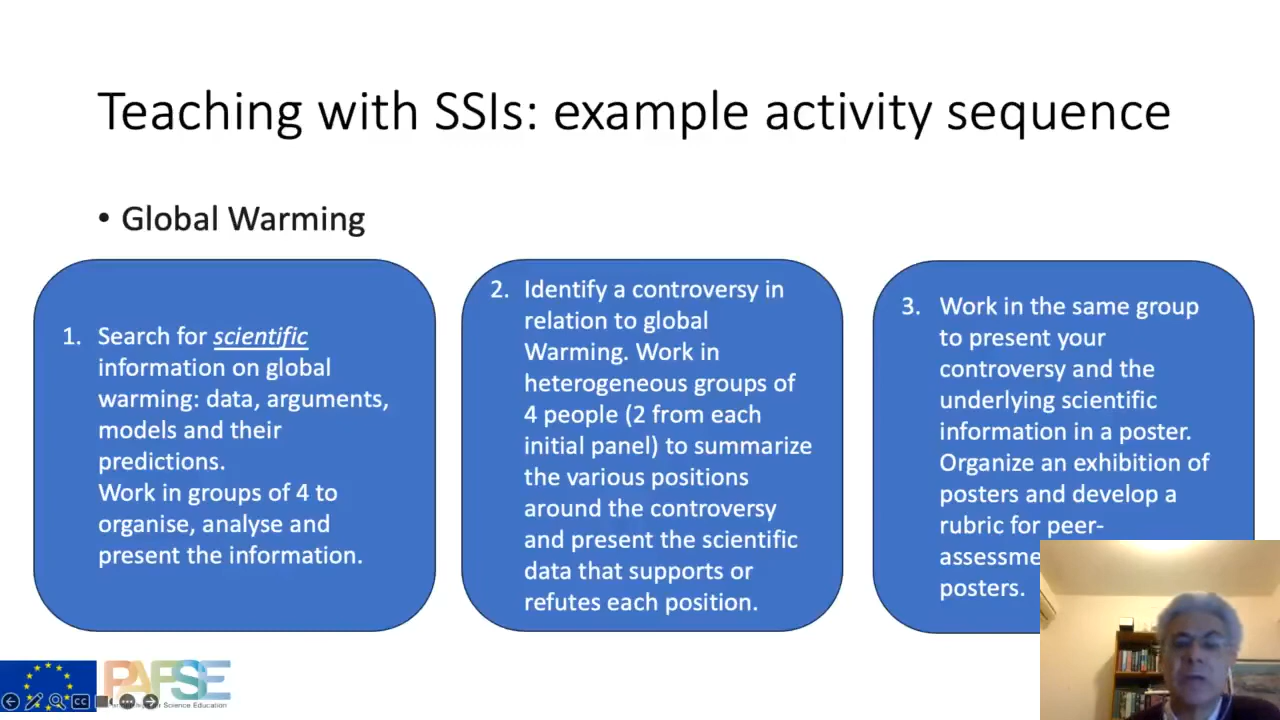 Teaching with SSIs: example activity sequence
• Global Warming
1. Search for scientific
information on global
warming: data, arguments,
models and their
predictions.
Work in groups of 4 to
organise, analyse and
present the information.
2. Identify a controversy in
relation to global
Warming. Work in
heterogeneous groups of
4 people (2 from each
initial panel) to summarize
the various positions
around the controversy
and present the scientific
data that supports or
refutes each position.
3. Work in the same group
to present your
controversy and the
underlying scientific
information in a poster.
Organize an exhibition of
posters and develop a
rubric for peer-
assessme
posters.
PAFSE
Science Education
CC